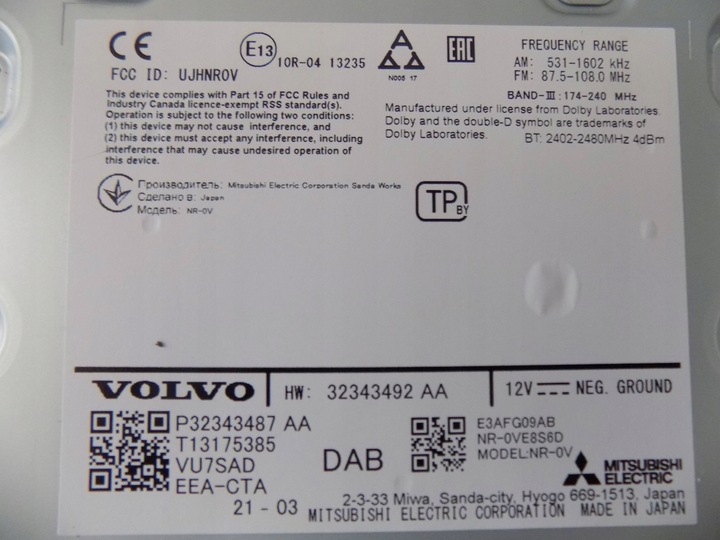 CE
FCC ID: UJHNR0V
E13
10R-04 13235
N006 17
EAC
FREQUENCY RANGE
AM: 531-1602 kHz
FM: 87.5-108.0 MHz
BAND-III:174-240 MHz
This device complies with Part 15 of FCC Rules and
Industry Canada licence-exempt RSS standard(s).
Operation is subject to the following two conditions:
(1) this device may not cause interference, and
(2) this device must accept any interference, including
interference that may cause undesired operation of
this device.
Manufactured under license from Dolby Laboratories.
Dolby and the double-D symbol are trademarks of
Dolby Laboratories.
BT: 2402-2480MHz 4dBm
Производитель: Mitsubishi Electric Corporation Sanda Works
Сделано в: Japan
Модель: NR-0V
TP BY
VOLVO
HW: 32343492 AA
12V NEG. GROUND
P32343487 AA
T13175385
VU7SAD
EEA-CTA
21 - 03
DAB
E3AFG09AB
NR-0VE8S6D
MODEL:NR-0V
MITSUBISHI
ELECTRIC
2-3-33 Miwa, Sanda-city, Hyogo 669-1513, Japan
MITSUBISHI ELECTRIC CORPORATION MADE IN JAPAN